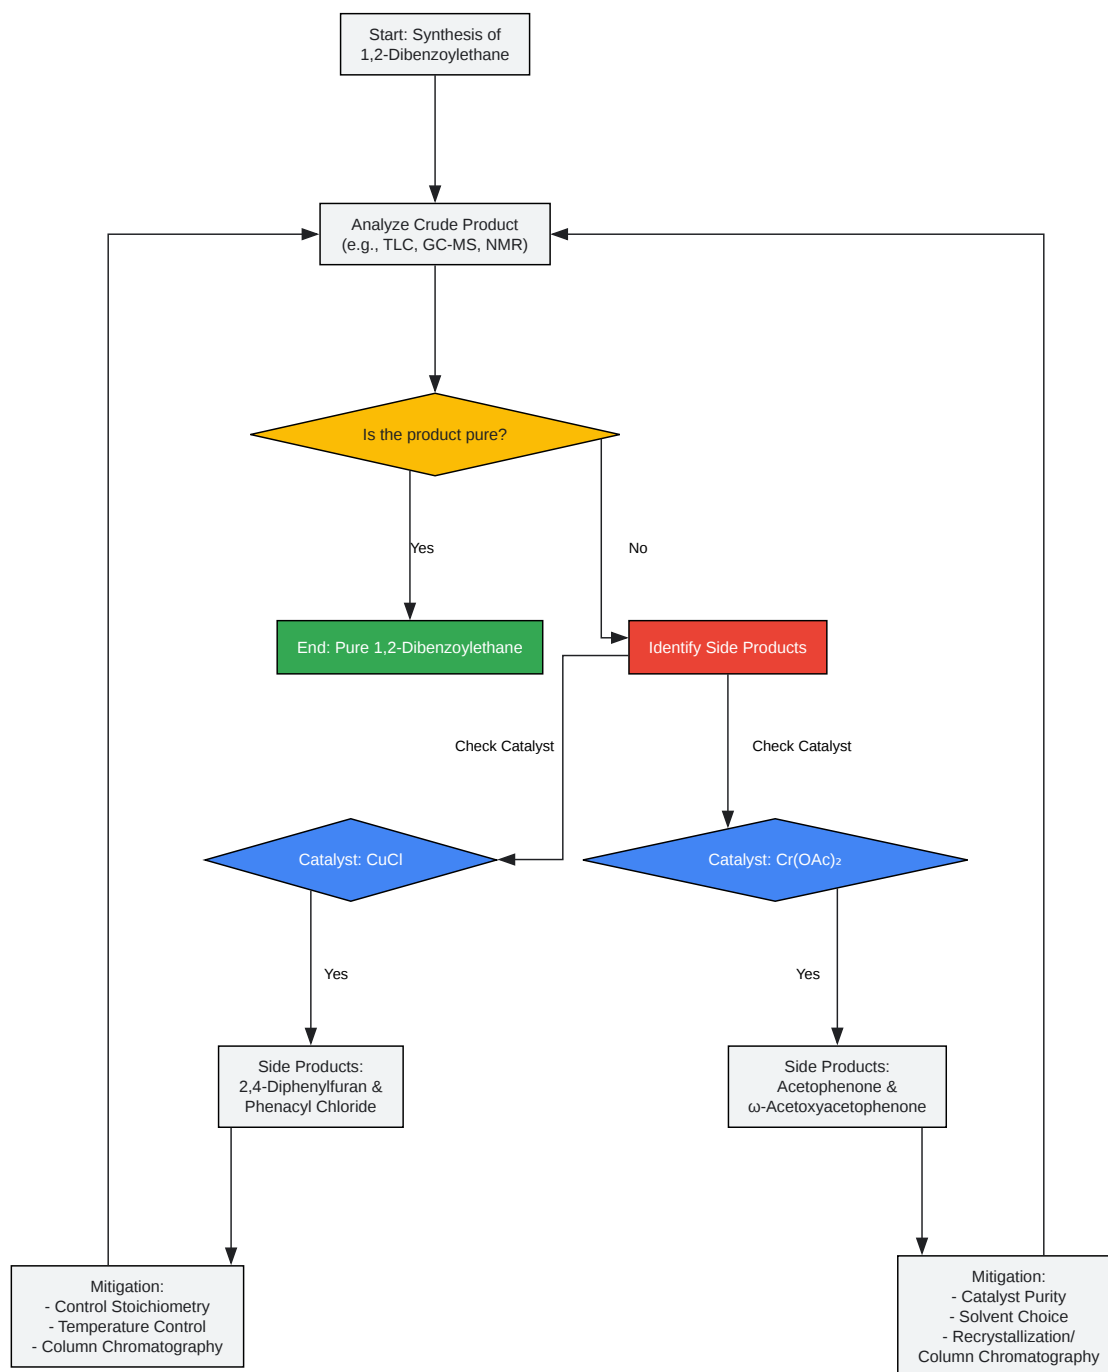 Start: Synthesis of
1,2-Dibenzoylethane
Analyze Crude Product
(e.g., TLC, GC-MS, NMR)
Is the product pure?
Yes
No
End: Pure 1,2-Dibenzoylethane
Identify Side Products
Check Catalyst
Check Catalyst
Catalyst: CuCl
Catalyst: Cr(OAc)₂
Yes
Yes
Side Products:
2,4-Diphenylfuran &
Phenacyl Chloride
Side Products:
Acetophenone &
ω-Acetoxyacetophenone
Mitigation:
- Control Stoichiometry
- Temperature Control
- Column Chromatography
Mitigation:
- Catalyst Purity
- Solvent Choice
- Recrystallization/
Column Chromatography